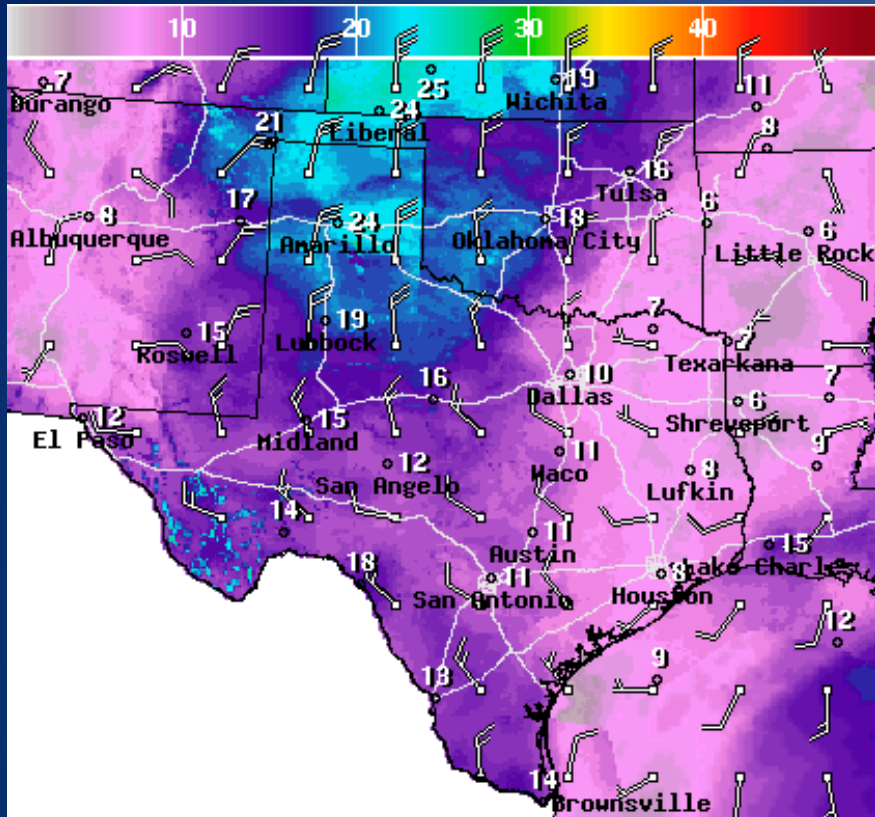 10 20 30 40
7 25 19 11
Durango Wichita
24
Liberal
21 8
16
Tulsa
17 6
8 24 18 6
Albuquerque Amarillo Oklahoma City Little Rock
15 19 7
Roswell Lubbock 7
Texarkana
10
16 Dallas 6 7
12 15 Shreveport
El Paso Midland
12 11 8 9
San Angelo Waco Lufkin
14 11 15
Austin Lake Charles
18 11 8
San Antonio Houston
12
9
13
14
Brownsville